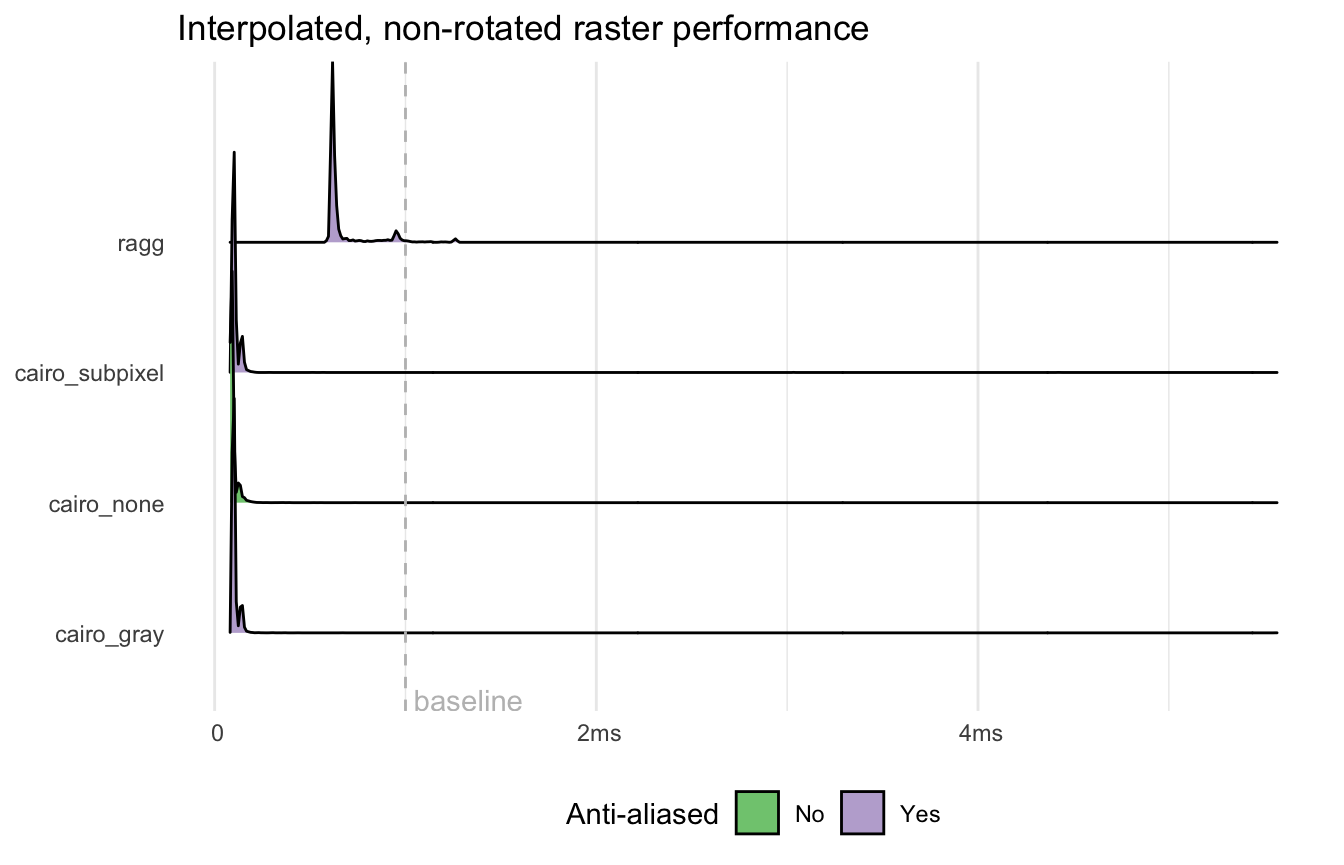 Interpolated, non-rotated raster performance
ragg
cairo_subpixel
cairo_none
cairo_gray
baseline
0 2ms 4ms
Anti-aliased No Yes